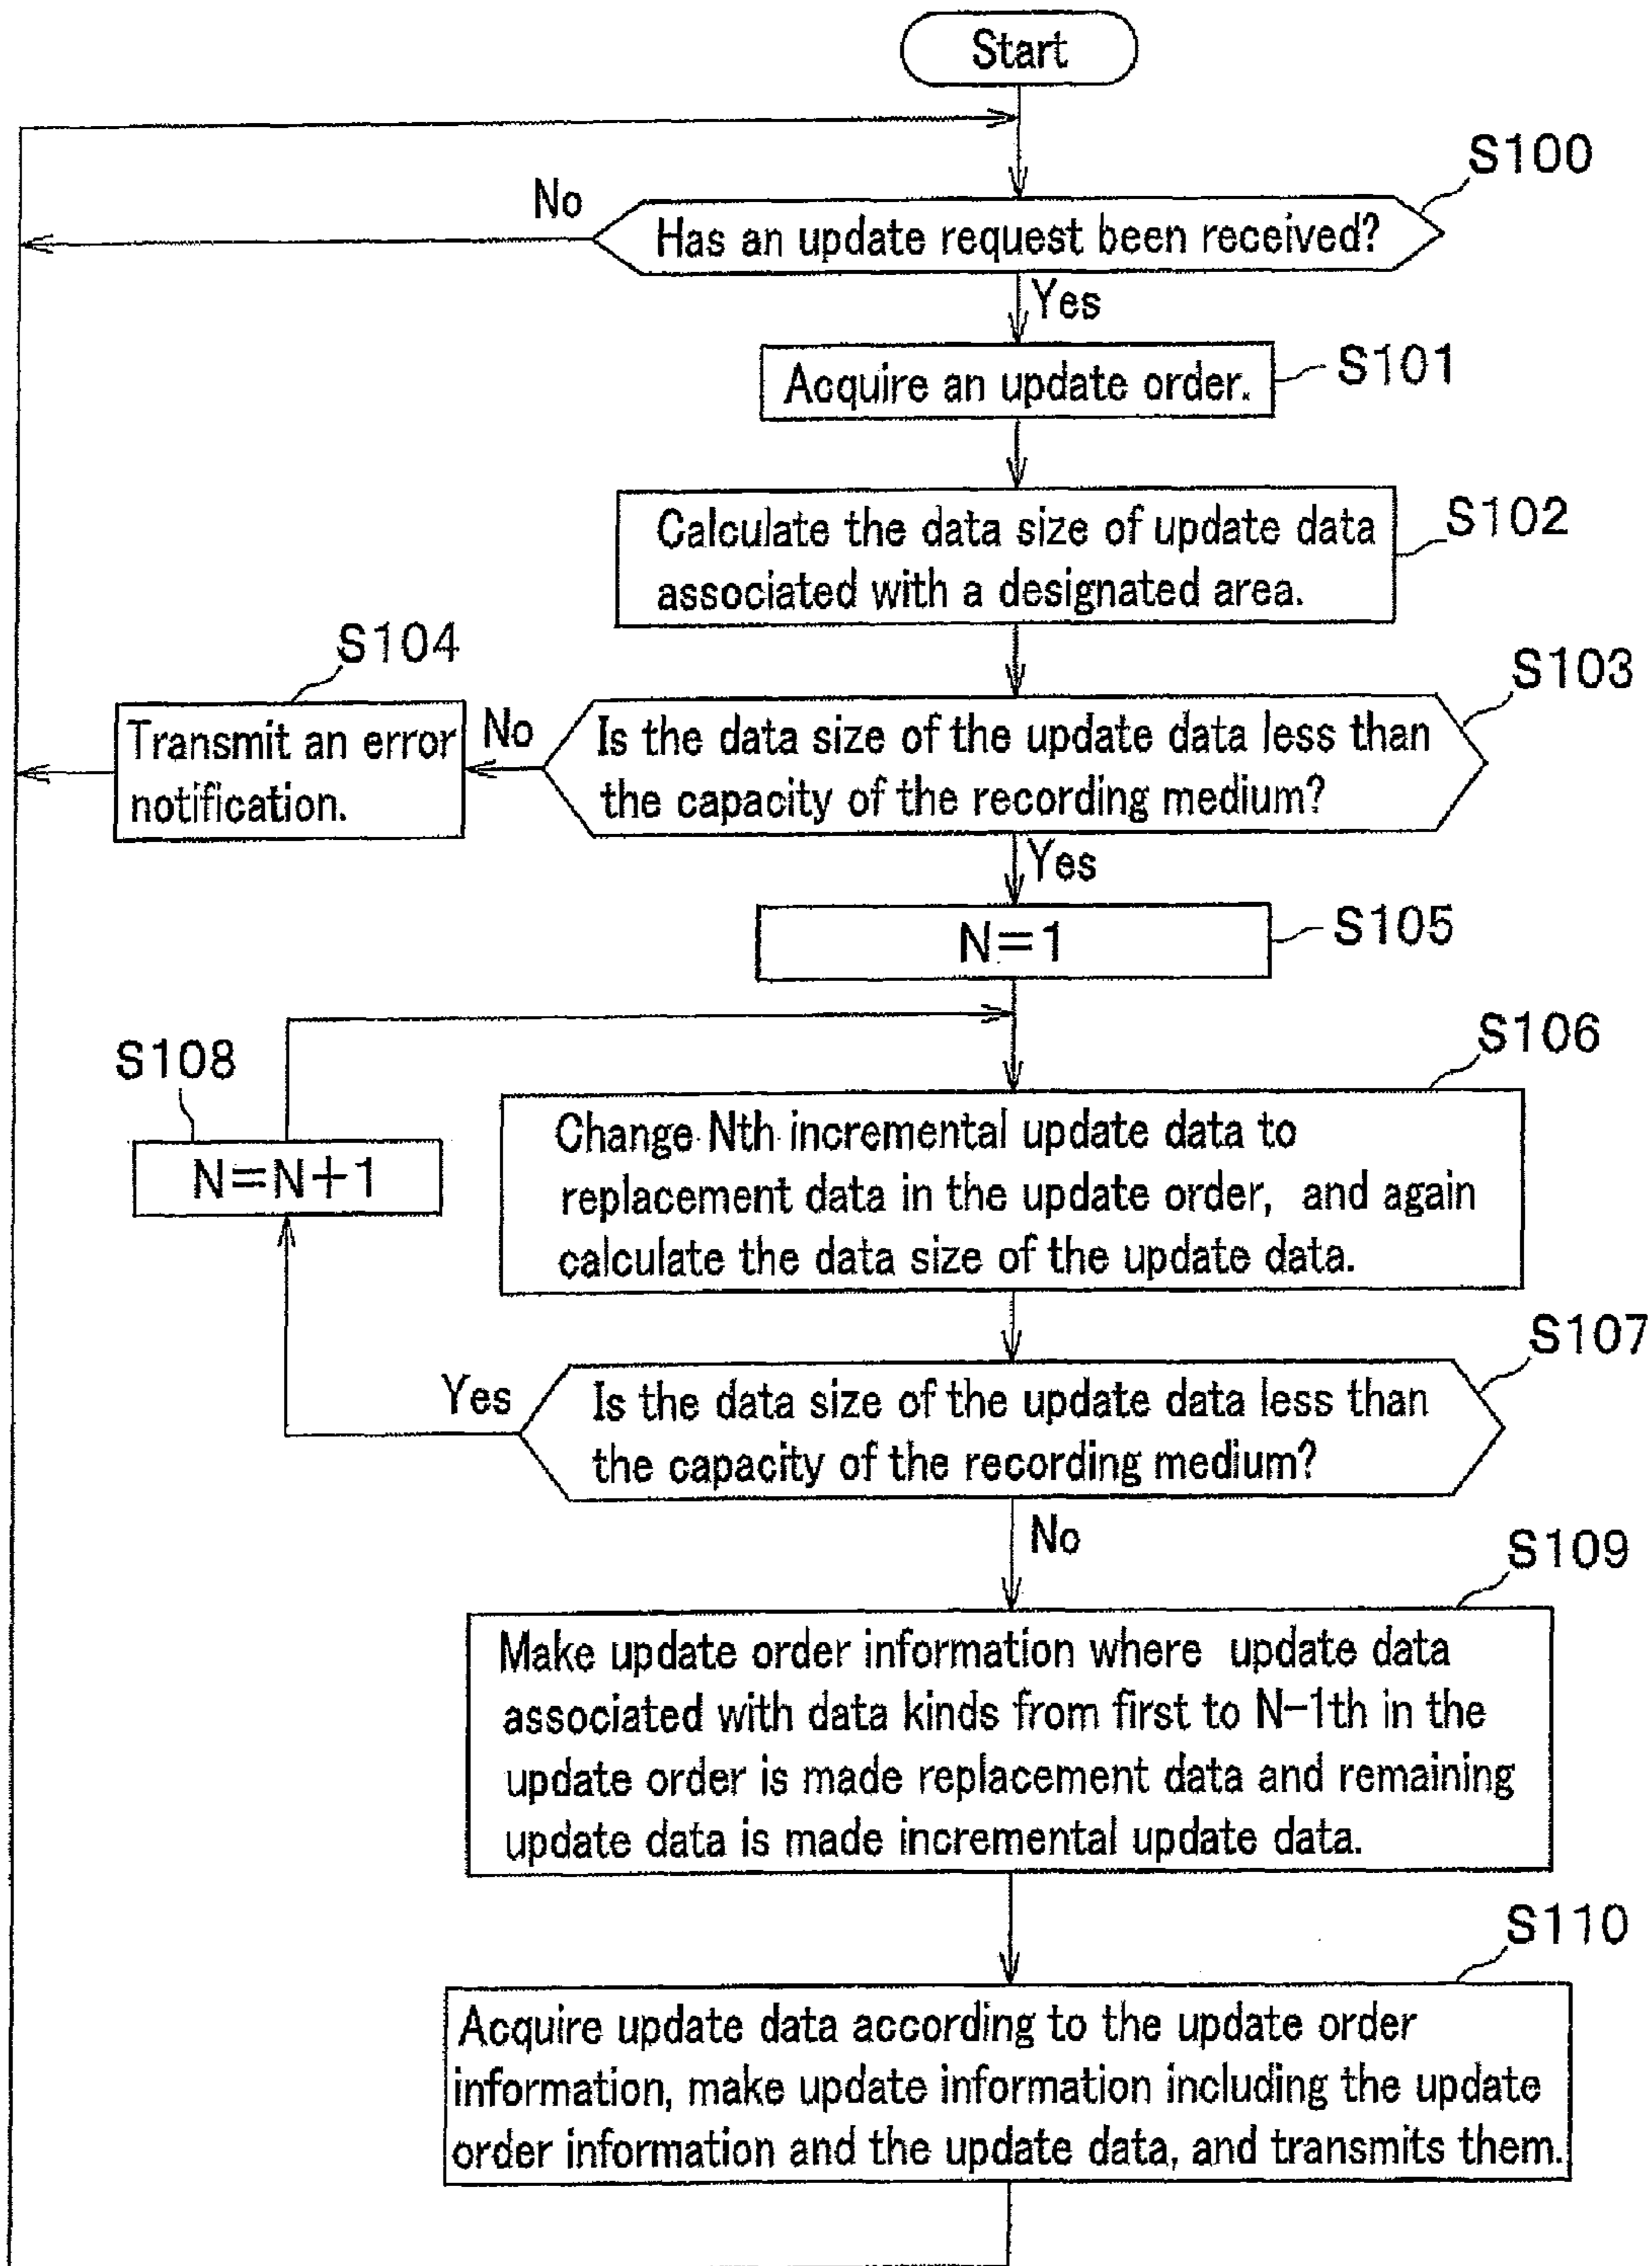 Start
S100
No
Has an update request been received?
Yes
Acquire an update order.
S101
Calculate the data size of update data
associated with a designated area.
S102
S104
S103
Transmit an error
notification.
No
Is the data size of the update data less than
the capacity of the recording medium?
Yes
N=1
S105
S108
S106
N=N+1
Change Nth incremental update data to
replacement data in the update order, and again
calculate the data size of the update data.
S107
Yes
Is the data size of the update data less than
the capacity of the recording medium?
No
S109
Make update order information where update data
associated with data kinds from first to N-1th in the
update order is made replacement data and remaining
update data is made incremental update data.
S110
Acquire update data according to the update order
information, make update information including the update
order information and the update data, and transmits them.